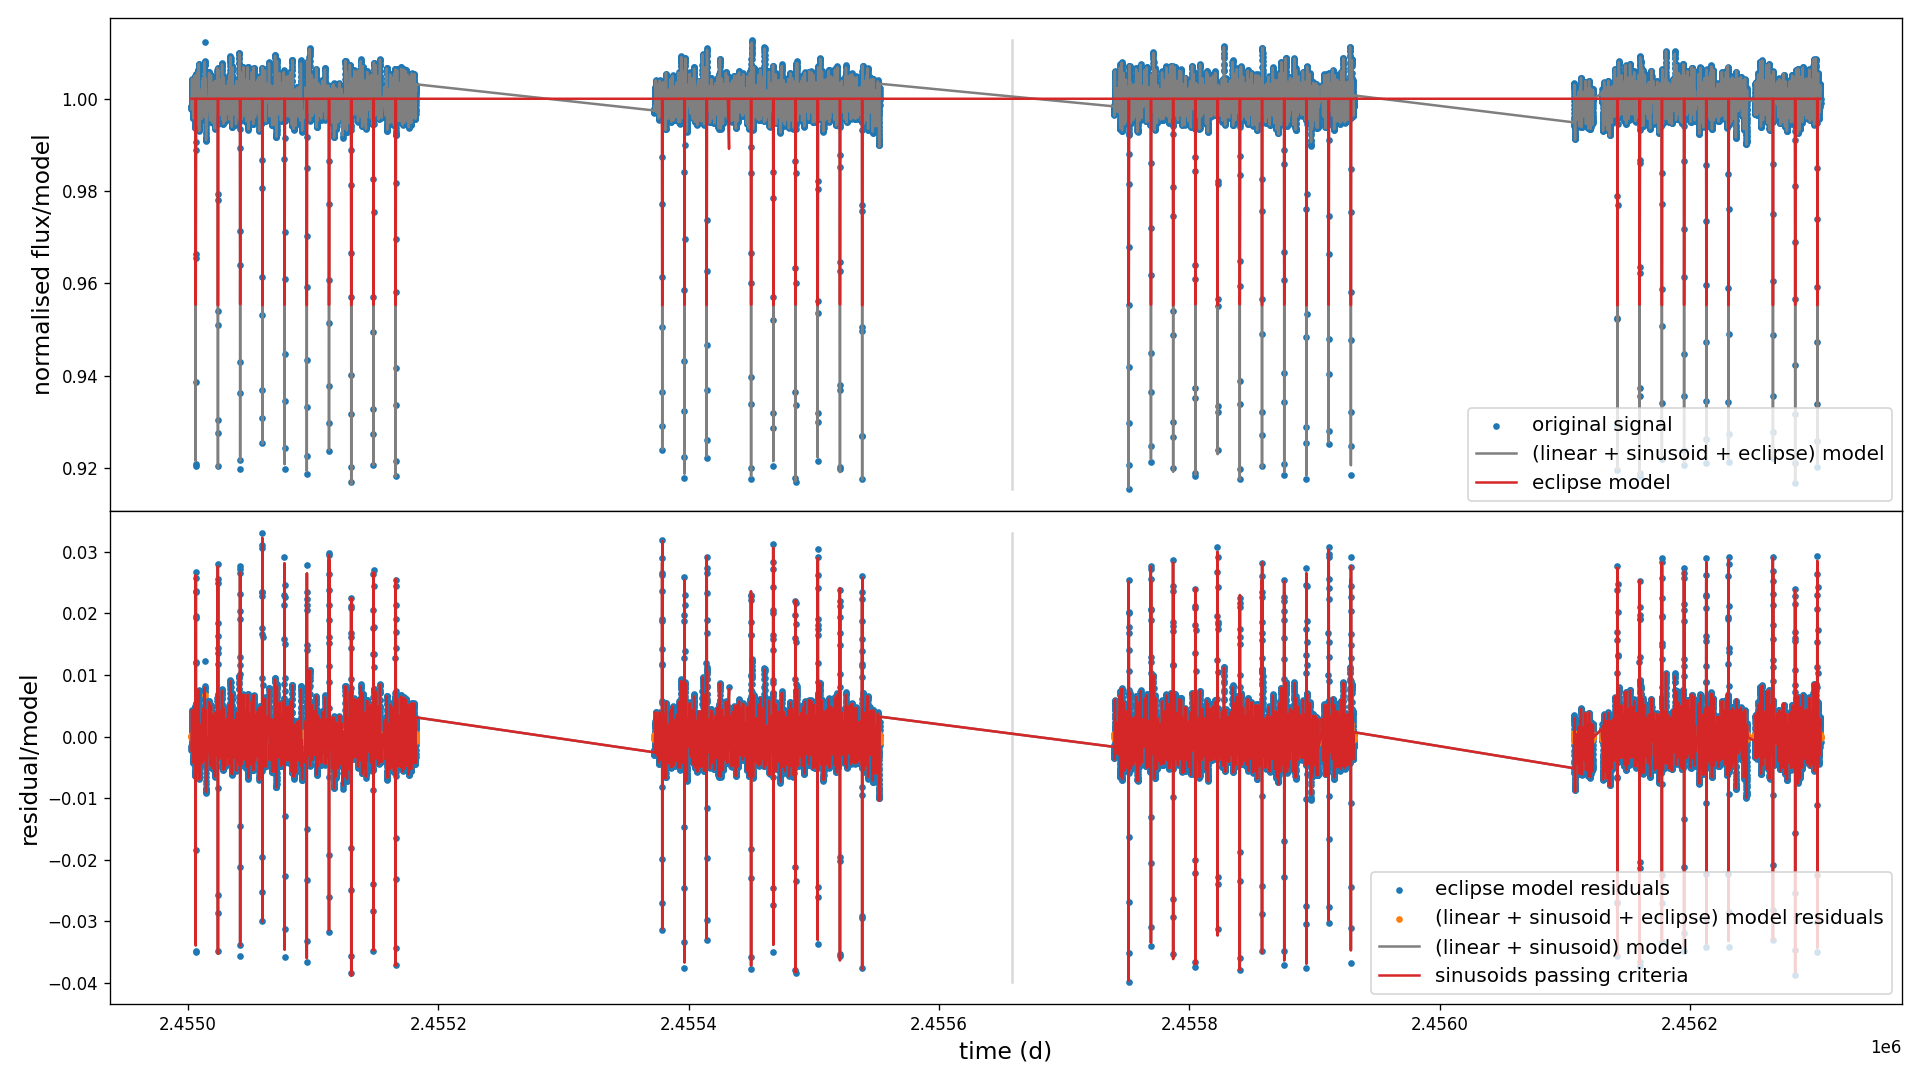 1.00
0.98
0.96
0.94
0.92
normalised flux/model
original signal
(linear + sinusoid + eclipse) model
eclipse model
0.03
0.02
0.01
0.00
−0.01
−0.02
−0.03
−0.04
residual/model
eclipse model residuals
(linear + sinusoid + eclipse) model residuals
(linear + sinusoid) model
sinusoids passing criteria
2.4550 2.4552 2.4554 2.4556 2.4558 2.4560 2.4562
1e6
time (d)